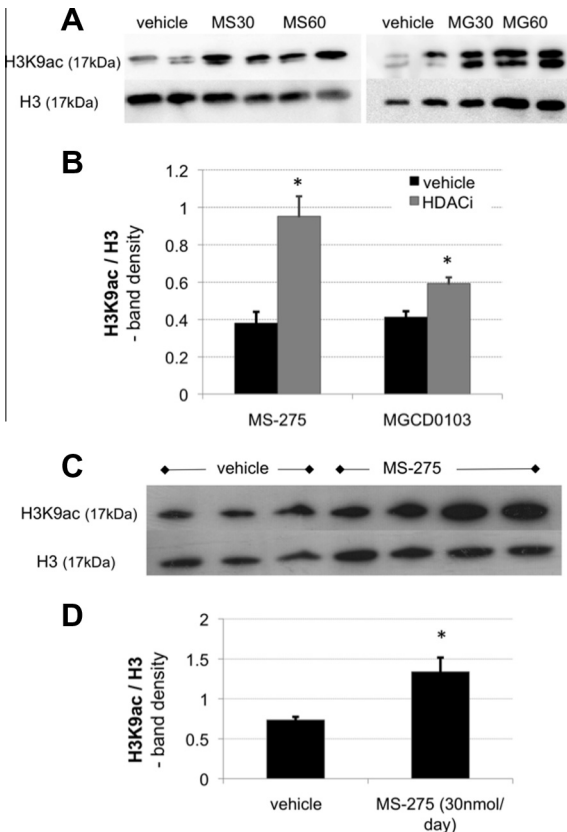 A
vehicle MS30 MS60 vehicle MG30 MG60
H3K9ac (17kDa)
H3 (17kDa)
B
1.2
1
0.8
0.6
0.4
0.2
0
H3K9ac / H3
- band density
* *
vehicle
HDACi
MS-275 MGCD0103
C
vehicle MS-275
H3K9ac (17kDa)
H3 (17kDa)
D
2
1.5
1
0.5
0
H3K9ac / H3
- band density
*
vehicle MS-275 (30nmol/
day)